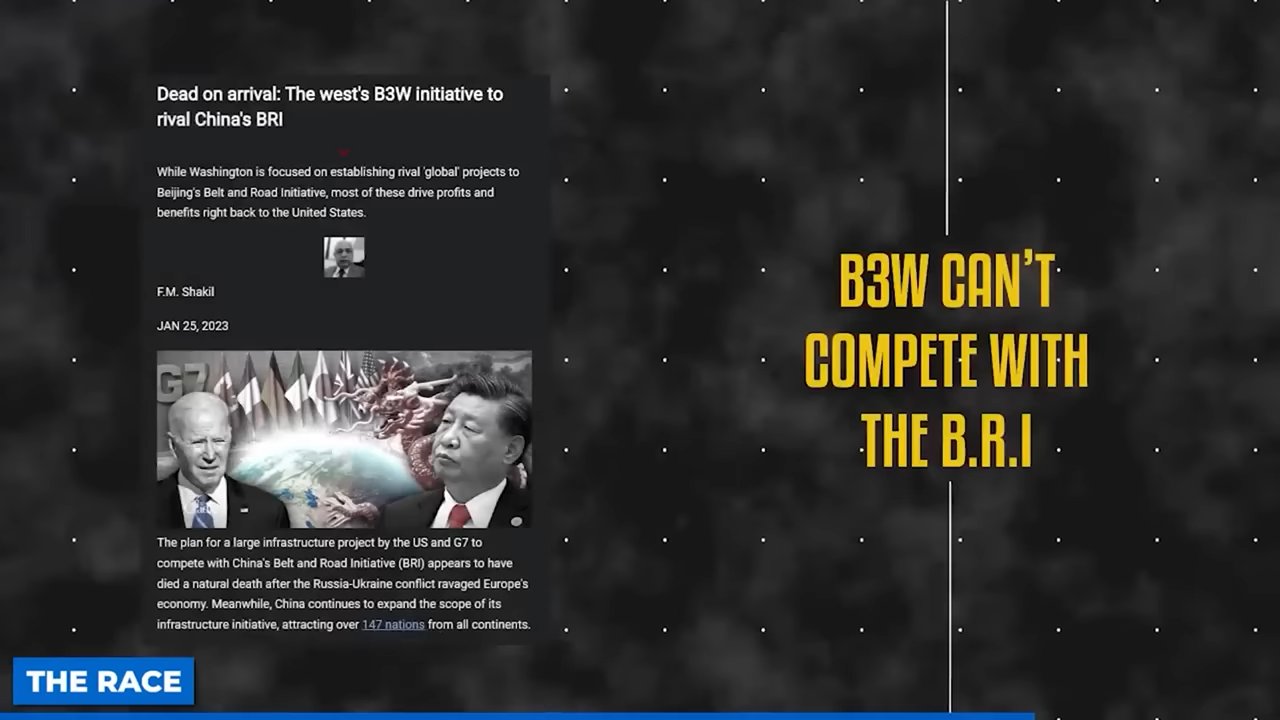 Dead on arrival: The west's B3W initiative to
rival China's BRI
While Washington is focused on establishing rival 'global' projects to
Beijing's Belt and Road Initiative, most of these drive profits and
benefits right back to the United States.
F.M. Shakil
JAN 25, 2023
G7
The plan for a large infrastructure project by the US and G7 to
compete with China's Belt and Road Initiative (BRI) appears to have
died a natural death after the Russia-Ukraine conflict ravaged Europe's
economy. Meanwhile, China continues to expand the scope of its
infrastructure initiative, attracting over 147 nations from all continents.
B3W CAN'T
COMPETE WITH
THE B.R.I
THE RACE